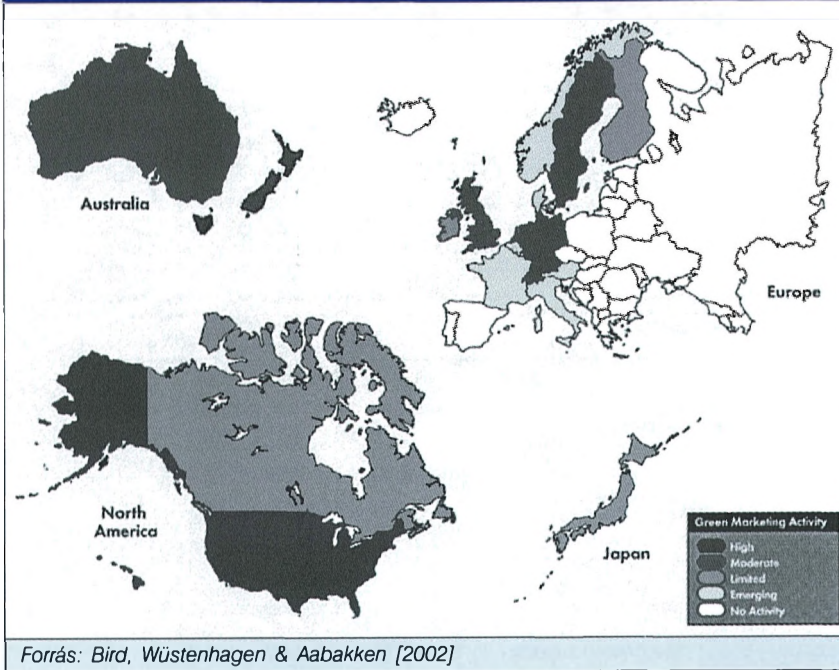 Australia
Europe
North
America
Japan
Green Marketing Activity
High
Moderate
Limited
Emerging
No Activity
Forrás: Bird, Wüstenhagen & Aabakken [2002]